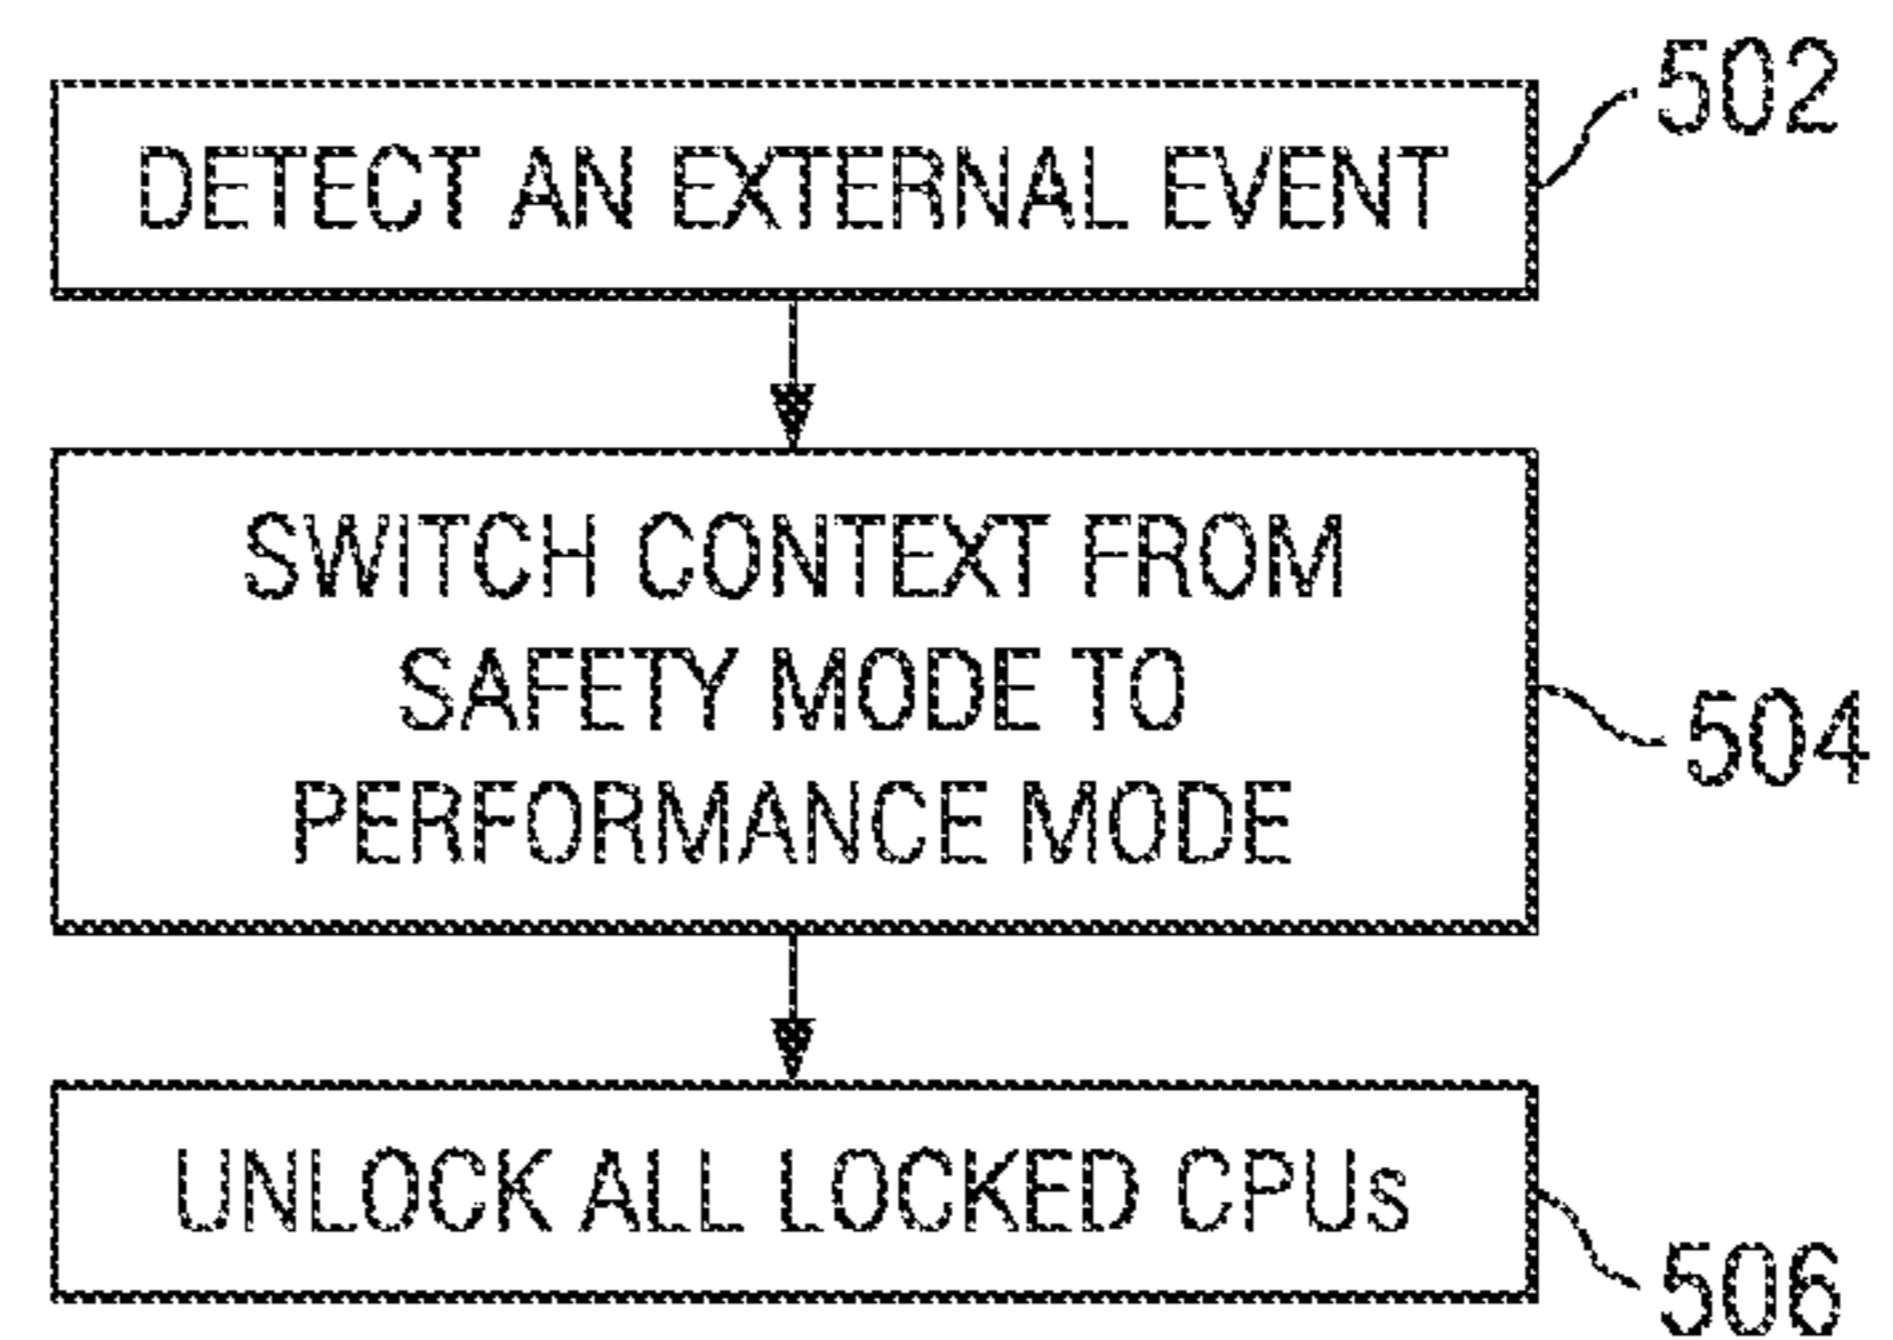 502
DETECT AN EXTERNAL EVENT
SWITCH CONTEXT FROM
SAFETY MODE TO
PERFORMANCE MODE
504
UNLOCK ALL LOCKED CPUs
506